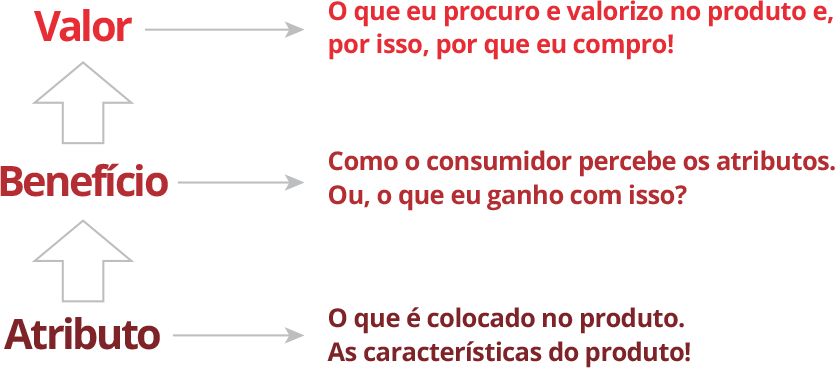 Valor
O que eu procuro e valorizo no produto e,
por isso, por que eu compro!
Benefício
Como o consumidor percebe os atributos.
Ou, o que eu ganho com isso?
Atributo
O que é colocado no produto.
As características do produto!